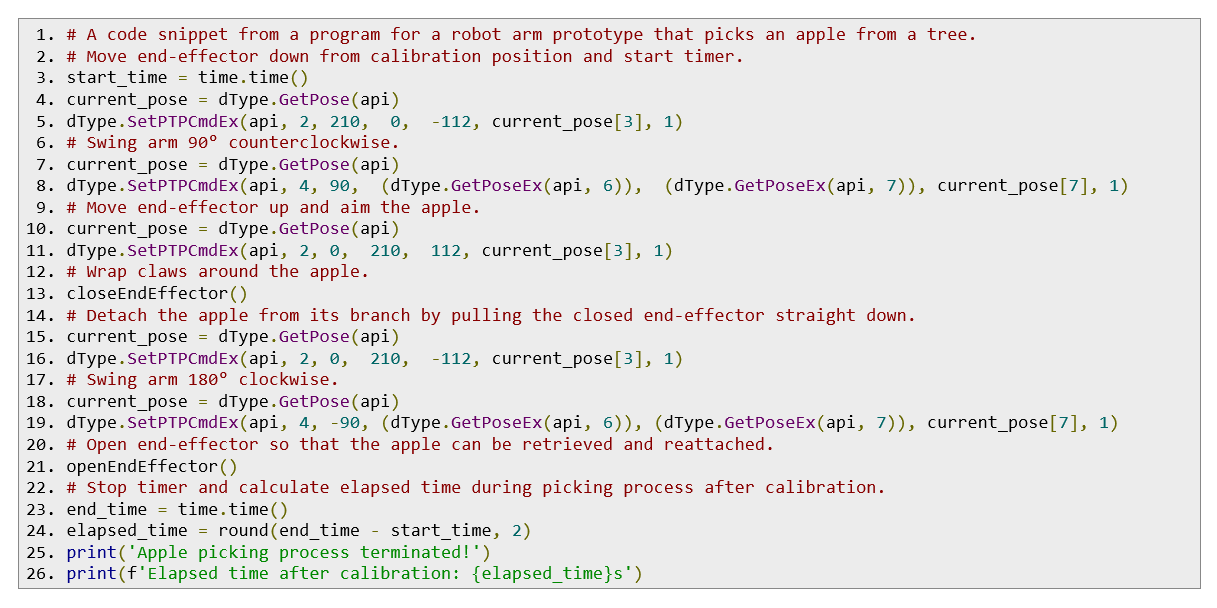 1. # A code snippet from a program for a robot arm prototype that picks an apple from a tree.
2. # Move end-effector down from calibration position and start timer.
3. start_time = time.time()
4. current_pose = dType.GetPose(api)
5. dType.SetPTPCmdEx(api, 2, 210,  0,  -112, current_pose[3], 1)
6. # Swing arm 90º counterclockwise.
7. current_pose = dType.GetPose(api)
8. dType.SetPTPCmdEx(api, 4, 90,  (dType.GetPoseEx(api, 6)),  (dType.GetPoseEx(api, 7)), current_pose[7], 1)
9. # Move end-effector up and aim the apple.
10. current_pose = dType.GetPose(api)
11. dType.SetPTPCmdEx(api, 2, 0,  210,  112, current_pose[3], 1)
12. # Wrap claws around the apple.
13. closeEndEffector()
14. # Detach the apple from its branch by pulling the closed end-effector straight down.
15. current_pose = dType.GetPose(api)
16. dType.SetPTPCmdEx(api, 2, 0,  210,  -112, current_pose[3], 1)
17. # Swing arm 180º clockwise.
18. current_pose = dType.GetPose(api)
19. dType.SetPTPCmdEx(api, 4, -90, (dType.GetPoseEx(api, 6)), (dType.GetPoseEx(api, 7)), current_pose[7], 1)
20. # Open end-effector so that the apple can be retrieved and reattached.
21. openEndEffector()
22. # Stop timer and calculate elapsed time during picking process after calibration.
23. end_time = time.time()
24. elapsed_time = round(end_time - start_time, 2)
25. print('Apple picking process terminated!')
26. print(f'Elapsed time after calibration: {elapsed_time}s')